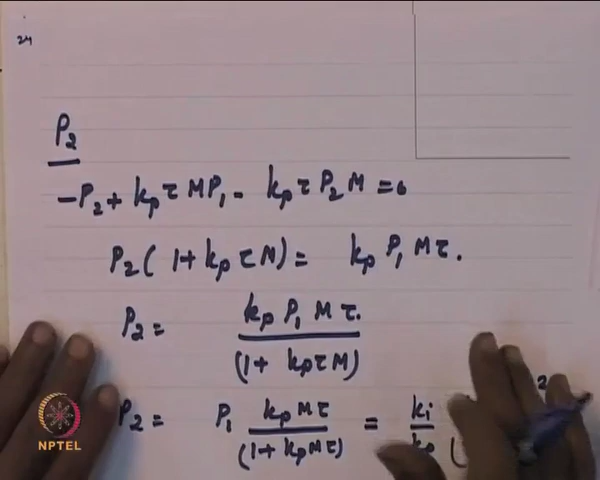 24
P₂
-P₂ + kₚ τ M P₁ - kₚ τ P₂ M = 0
P₂ ( 1 + kₚ τ M ) = kₚ P₁ M τ .
P₂ = kₚ P₁ M τ. / (1 + kₚ τ M)
P₂ = P₁ kₚ M τ / (1 + kₚ M τ) = kᵢ / kₚ ( 2
NPTEL